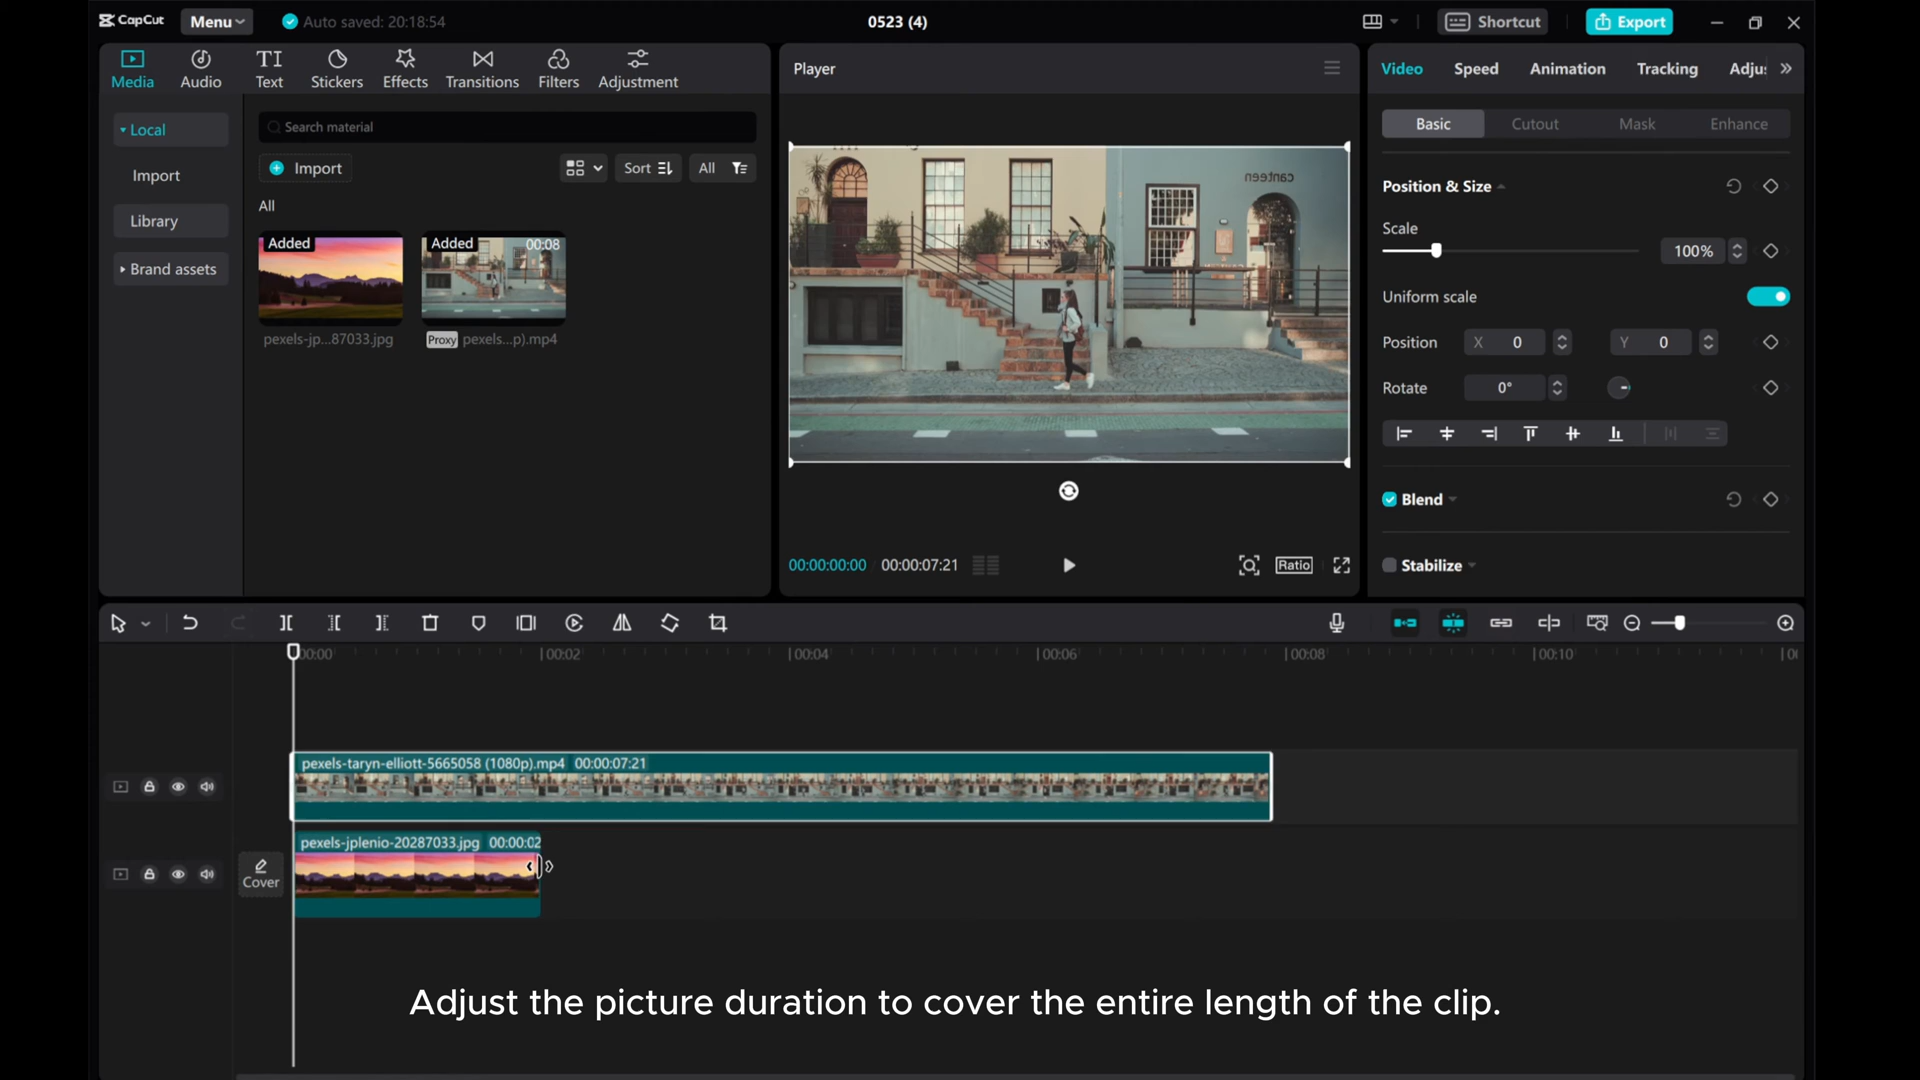 CapCut Menu Auto saved: 20:18:54 0523 (4) Shortcut Export
Media Audio Text Stickers Effects Transitions Filters Adjustment
Local
Import
Library
Brand assets
Search material
Import Sort All
All
Added
pexels-jp...87033.jpg
Added 00:08
Proxy pexels...p).mp4
Player
canteen
00:00:00:00 00:00:07:21 Ratio
Video Speed Animation Tracking
Basic Cutout Mask Enhance
Position & Size
Scale
100%
Uniform scale
Position X 0 Y 0
Rotate 0°
Blend
Stabilize
00:00 00:02 00:04 00:06 00:08 00:10
pexels-taryn-elliott-5665058 (1080p).mp4 00:00:07:21
pexels-jplenio-20287033.jpg 00:00:02
Cover
Adjust the picture duration to cover the entire length of the clip.